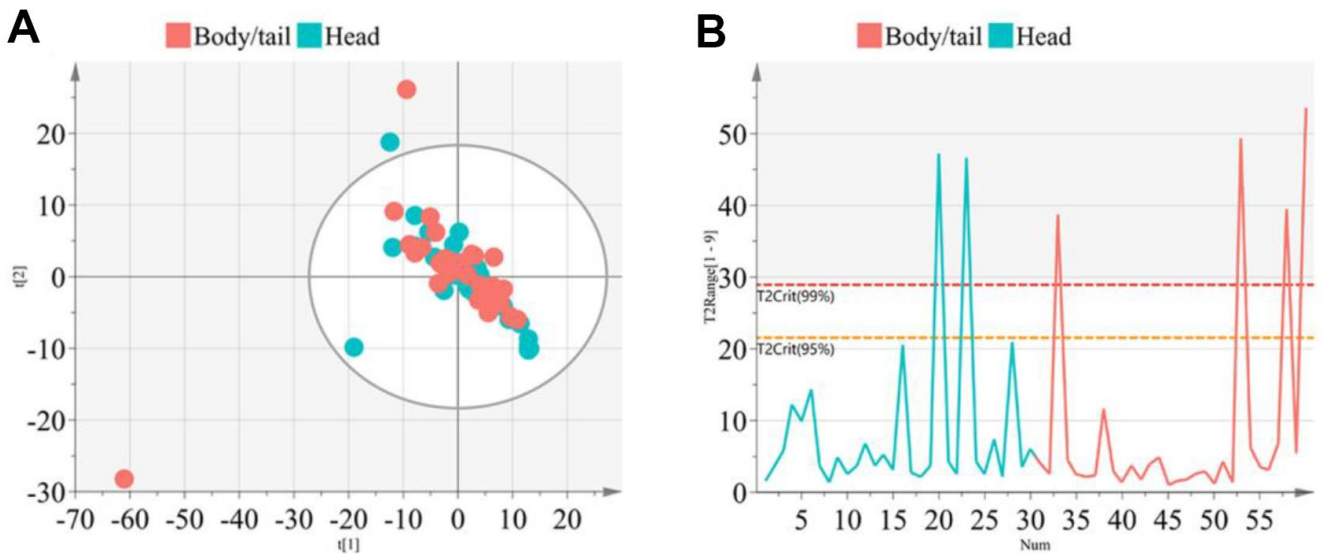 A
Body/tail Head
20
10
0
-10
-20
-30
-70 -60 -50 -40 -30 -20 -10 0 10 20
t[1]
t[2]
B
Body/tail Head
50
40
30
20
10
0
T2Crit(99%)
T2Crit(95%)
5 10 15 20 25 30 35 40 45 50 55
Num
T2Range[1 - 9]